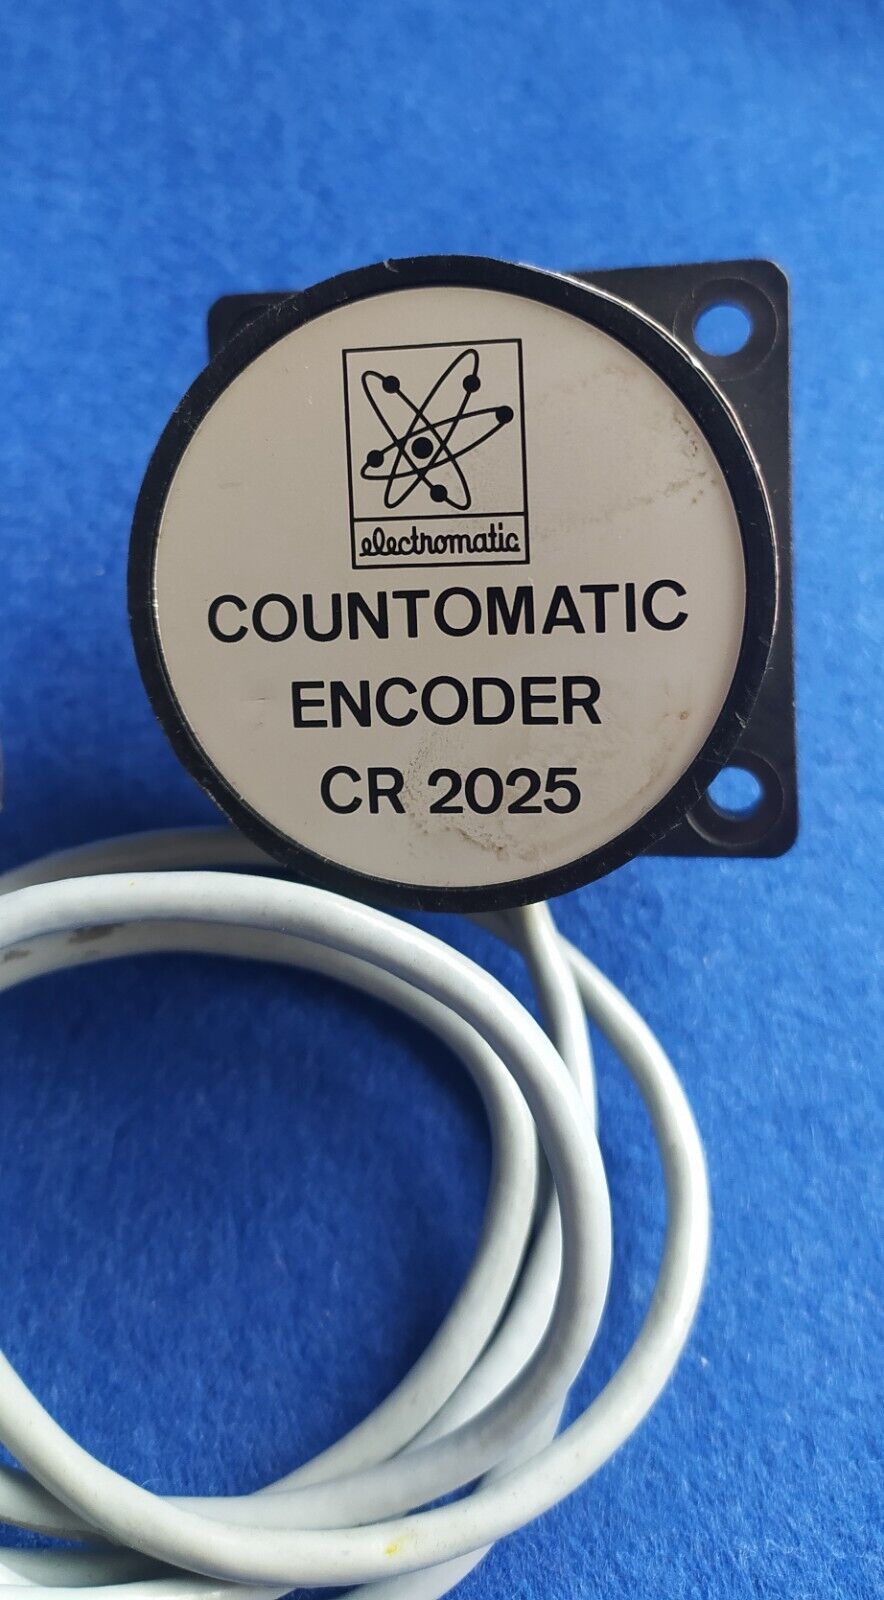 electromatic
COUNTOMATIC
ENCODER
CR 2025